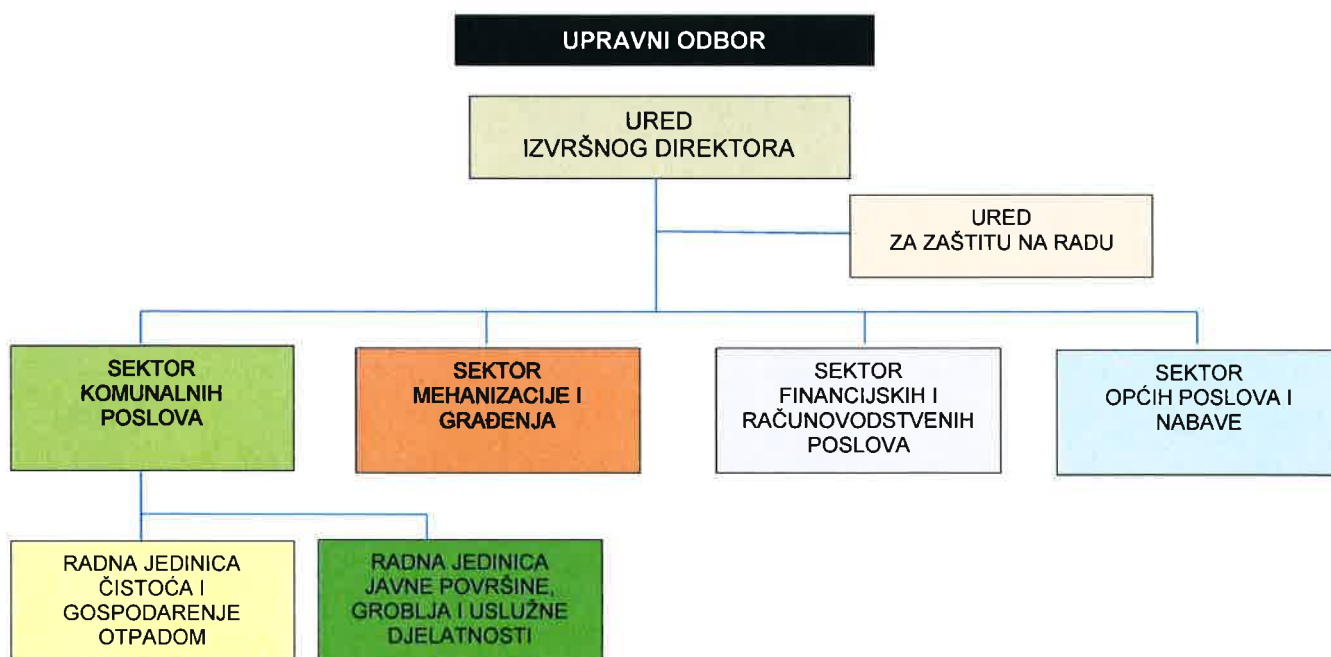 UPRAVNI ODBOR
URED
IZVRŠNOG DIREKTORA
URED
ZA ZAŠTITU NA RADU
SEKTOR
KOMUNALNIH
POSLOVA
SEKTOR
MEHANIZACIJE I
GRAĐENJA
SEKTOR
FINANCIJSKIH I
RAČUNOVODSTVENIH
POSLOVA
SEKTOR
OPĆIH POSLOVA I
NABAVE
RADNA JEDINICA
ČISTOĆA I
GOSPODARENJE
OTPADOM
RADNA JEDINICA
JAVNE POVRŠINE,
GROBLJA I USLUŽNE
DJELATNOSTI